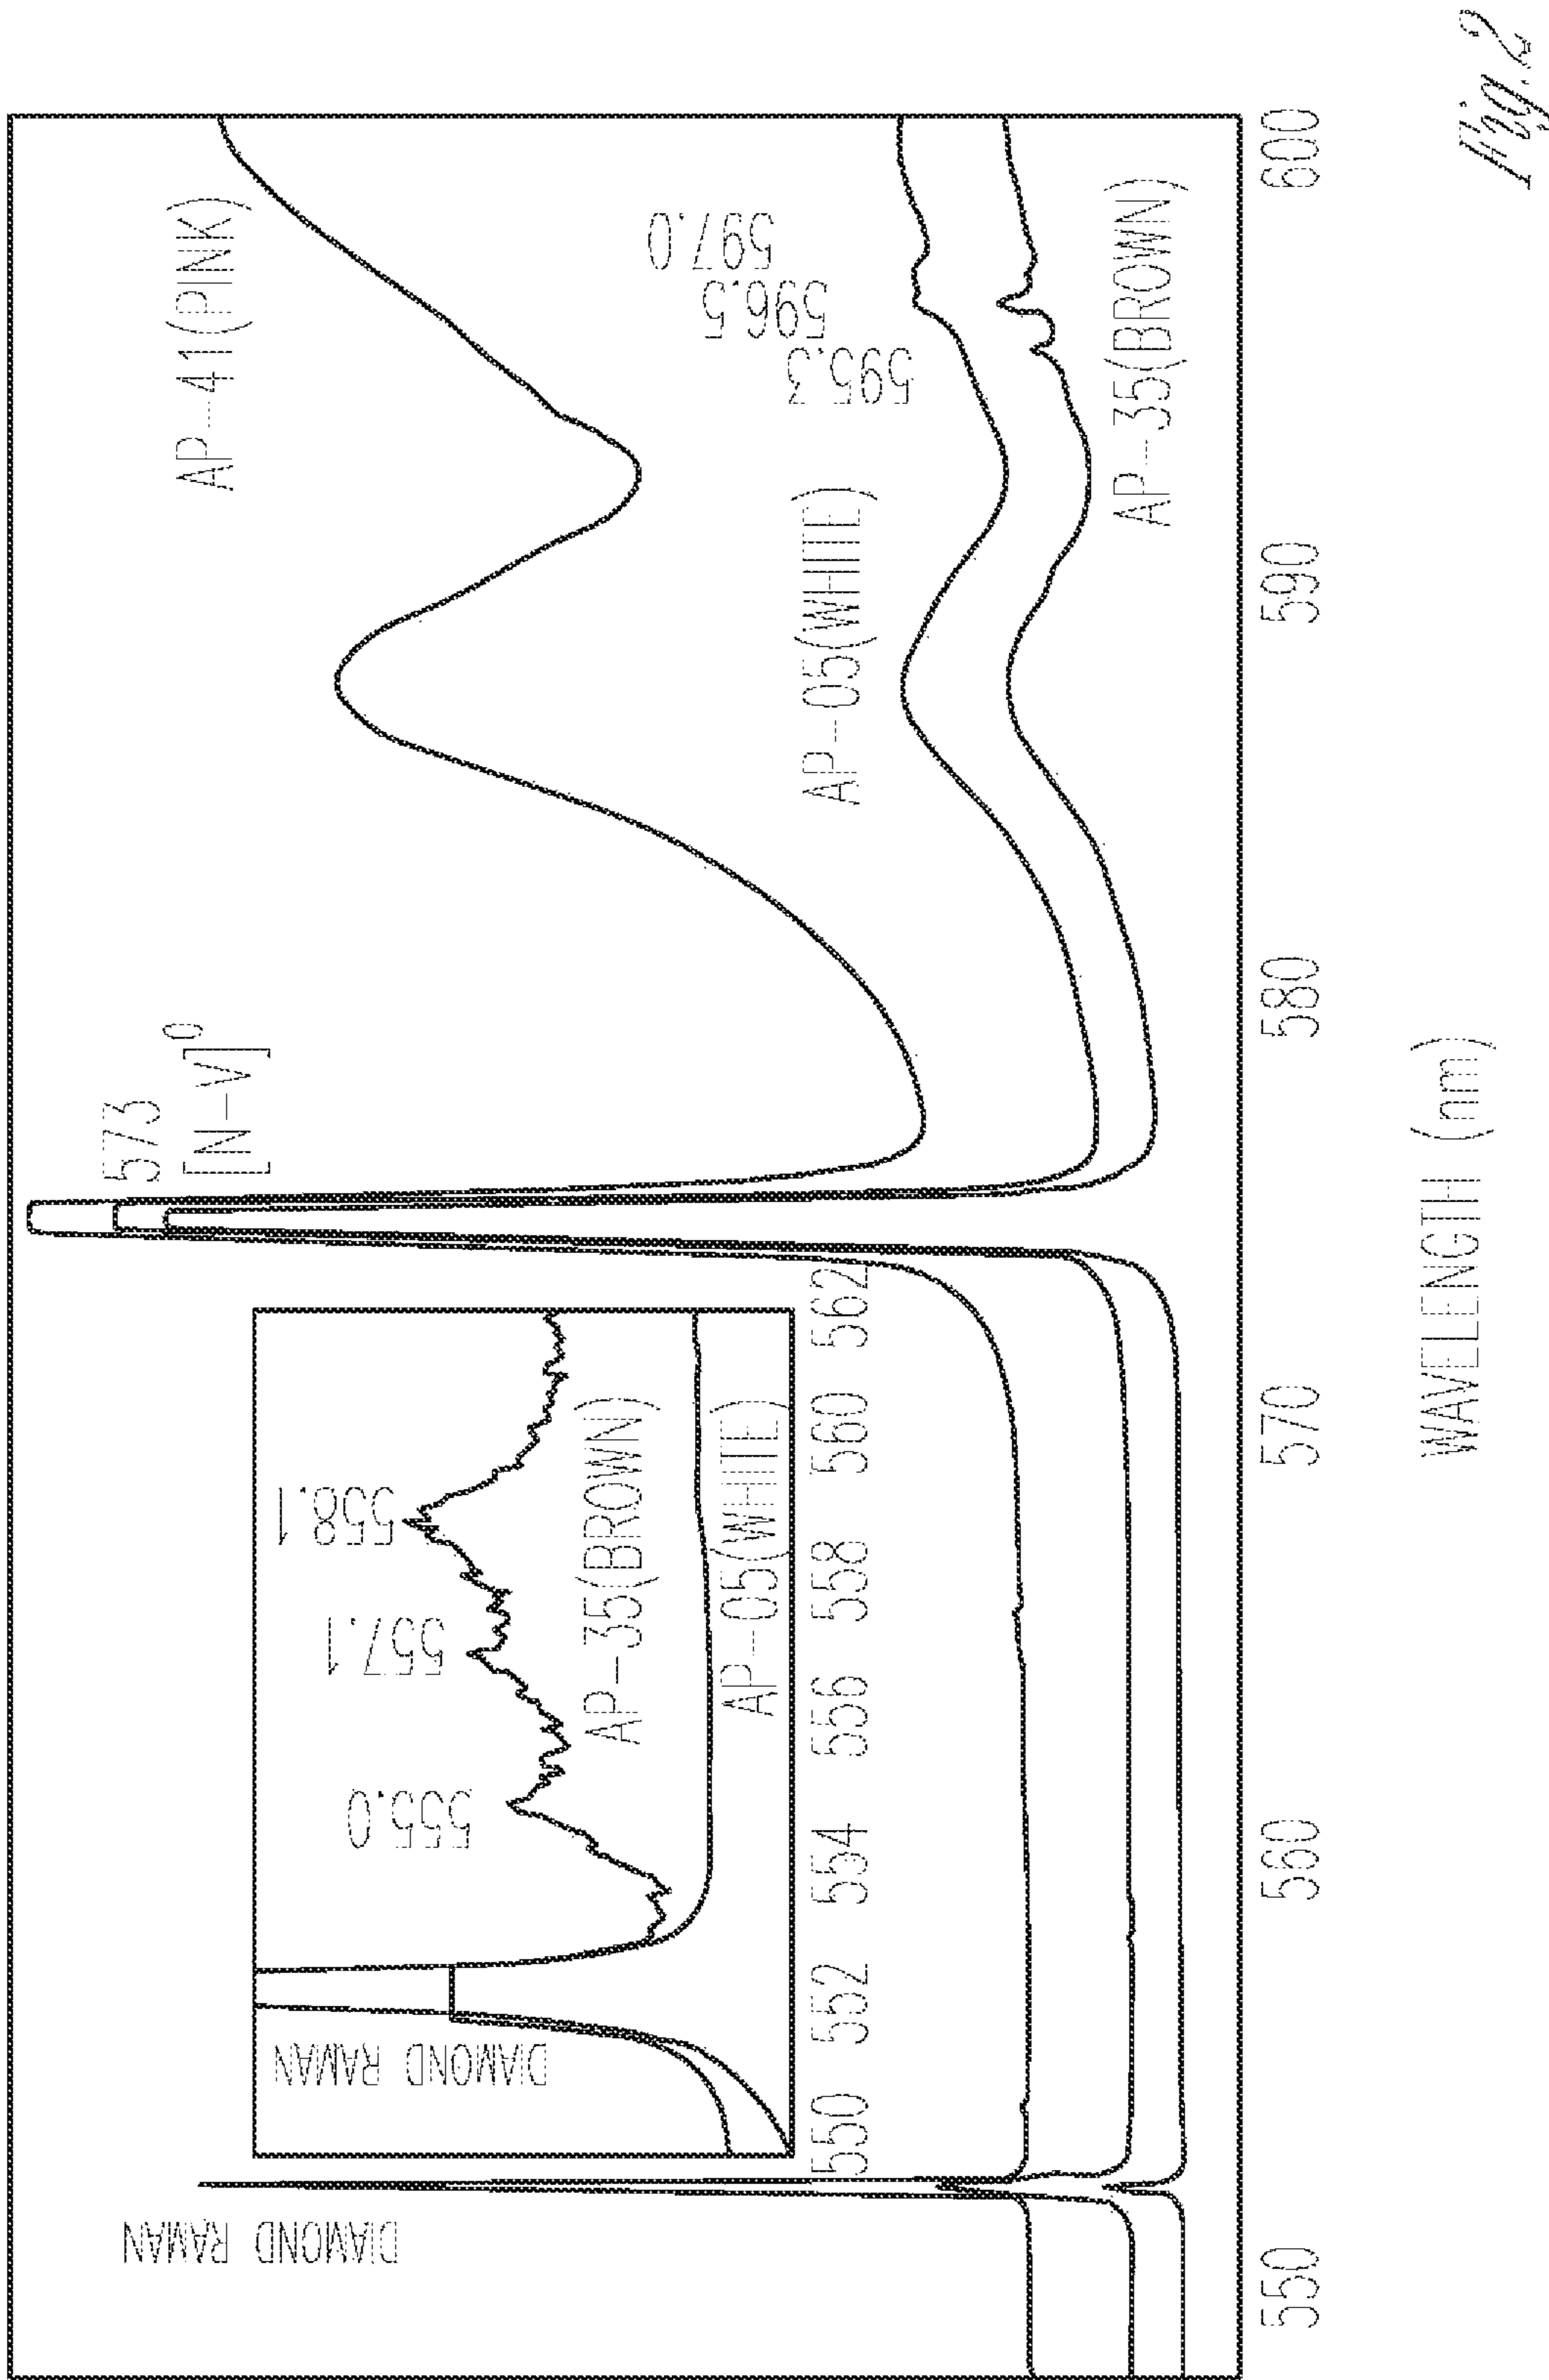 Fig. 2
573
[N-V]⁰
AP-41(PINK)
DIAMOND RAMAN
DIAMOND RAMAN
555.0
557.1
558.1
AP-35(BROWN)
AP-05(WHITE)
550 552 554 556 558 560 562
AP-05(WHITE)
595.3
596.5
597.0
AP-35(BROWN)
550 560 570 580 590 600
WAVELENGTH (nm)